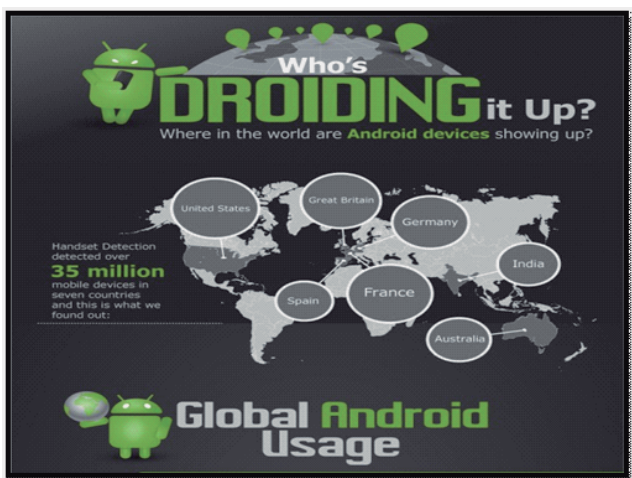 Who's
DROIDING it Up?
Where in the world are Android devices showing up?
United States
Great Britain
Germany
India
Spain
France
Australia
Handset Detection
detected over
35 million
mobile devices in
seven countries
and this is what we
found out:
Global Android
Usage